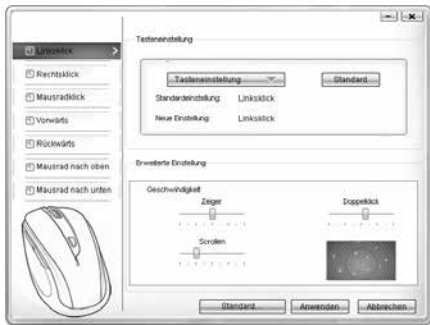 Linksklick
Rechtsklick
Mausradklick
Vorwärts
Rückwärts
Mausrad nach oben
Mausrad nach unten
Tasteneinstellung
Tasteneinstellung
Standard
Standardeinstellung: Linksklick
Neue Einstellung: Linksklick
Erweiterte Einstellung
Geschwindigkeit
Zeiger
Doppelklick
Scrollen
Standard
Anwenden
Abbrechen